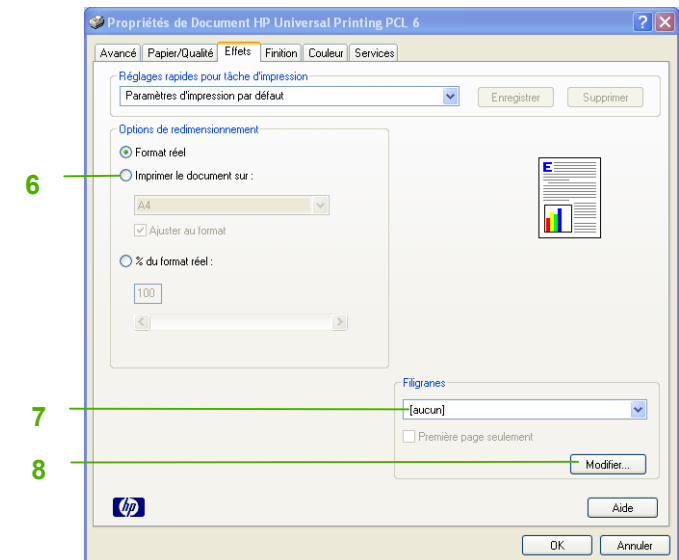 Propriétés de Document HP Universal Printing PCL 6
Avancé Papier/Qualité Effets Finition Couleur Services
Réglages rapides pour tâche d'impression
Paramètres d'impression par défaut Enregistrer Supprimer
Options de redimensionnement
Format réel
6 Imprimer le document sur :
A4
Ajuster au format
% du format réel :
100
E
Filigranes
7 [aucun]
Première page seulement
8 Modifier...
hp Aide
OK Annuler